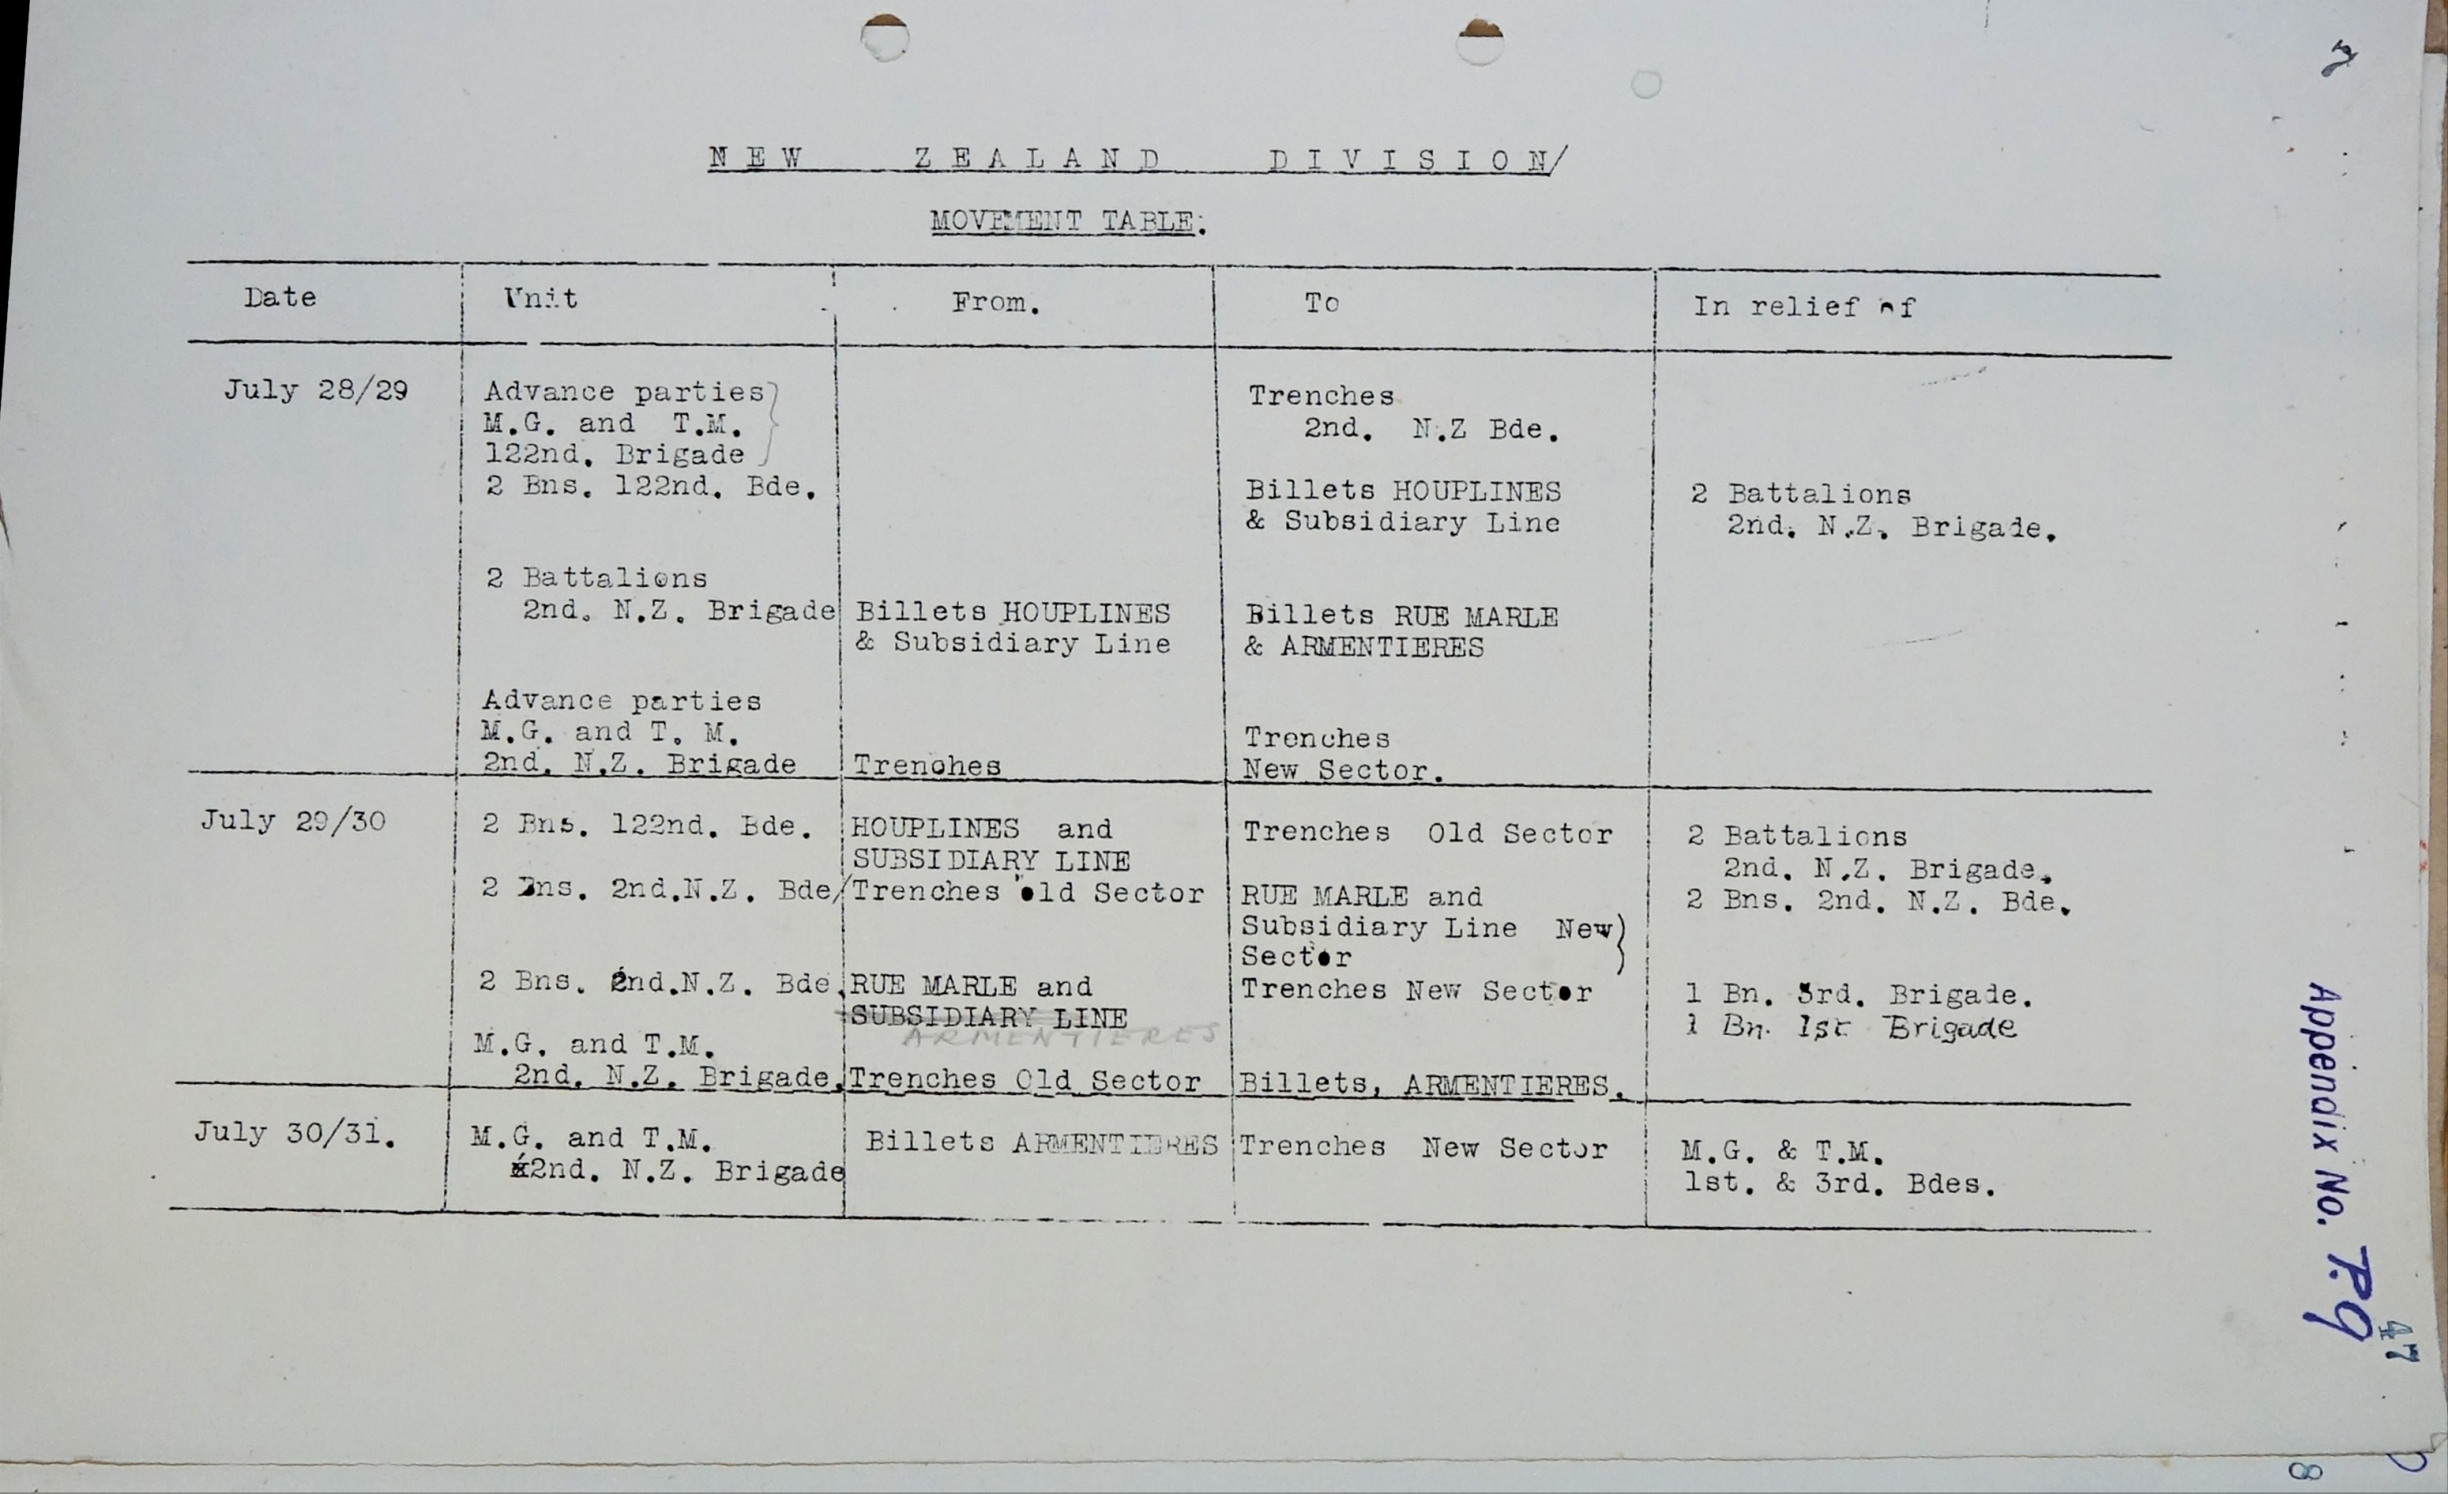 NEW ZEALAND DIVISION/
MOVEMENT TABLE:
Date Unit From. To In relief of
July 28/29 Advance parties Trenches
M.G. and T.M. 2nd. N.Z Bde.
122nd. Brigade
2 Bns. 122nd. Bde. Billets HOUPLINES 2 Battalions
& Subsidiary Line 2nd. N.Z. Brigade.
2 Battalions
2nd. N.Z. Brigade Billets HOUPLINES Billets RUE MARLE
& Subsidiary Line & ARMENTIERES
Advance parties
M.G. and T. M. Trenches
2nd. N.Z. Brigade Trenches New Sector.
July 29/30 2 Bns. 122nd. Bde. HOUPLINES and Trenches Old Sector 2 Battalions
SUBSIDIARY LINE 2nd. N.Z. Brigade.
2 Bns. 2nd.N.Z. Bde/ Trenches old Sector RUE MARLE and 2 Bns. 2nd. N.Z. Bde.
Subsidiary Line New
Sector
2 Bns. 2nd.N.Z. Bde. RUE MARLE and Trenches New Sector 1 Bn. 3rd. Brigade.
SUBSIDIARY LINE 1 Bn. 1st Brigade
ARMENTIERES
M.G. and T.M.
2nd. N.Z. Brigade. Trenches Old Sector Billets, ARMENTIERES.
July 30/31. M.G. and T.M. Billets ARMENTIERES Trenches New Sector M.G. & T.M.
2nd. N.Z. Brigade 1st. & 3rd. Bdes.
Appendix No. P.9
47
8